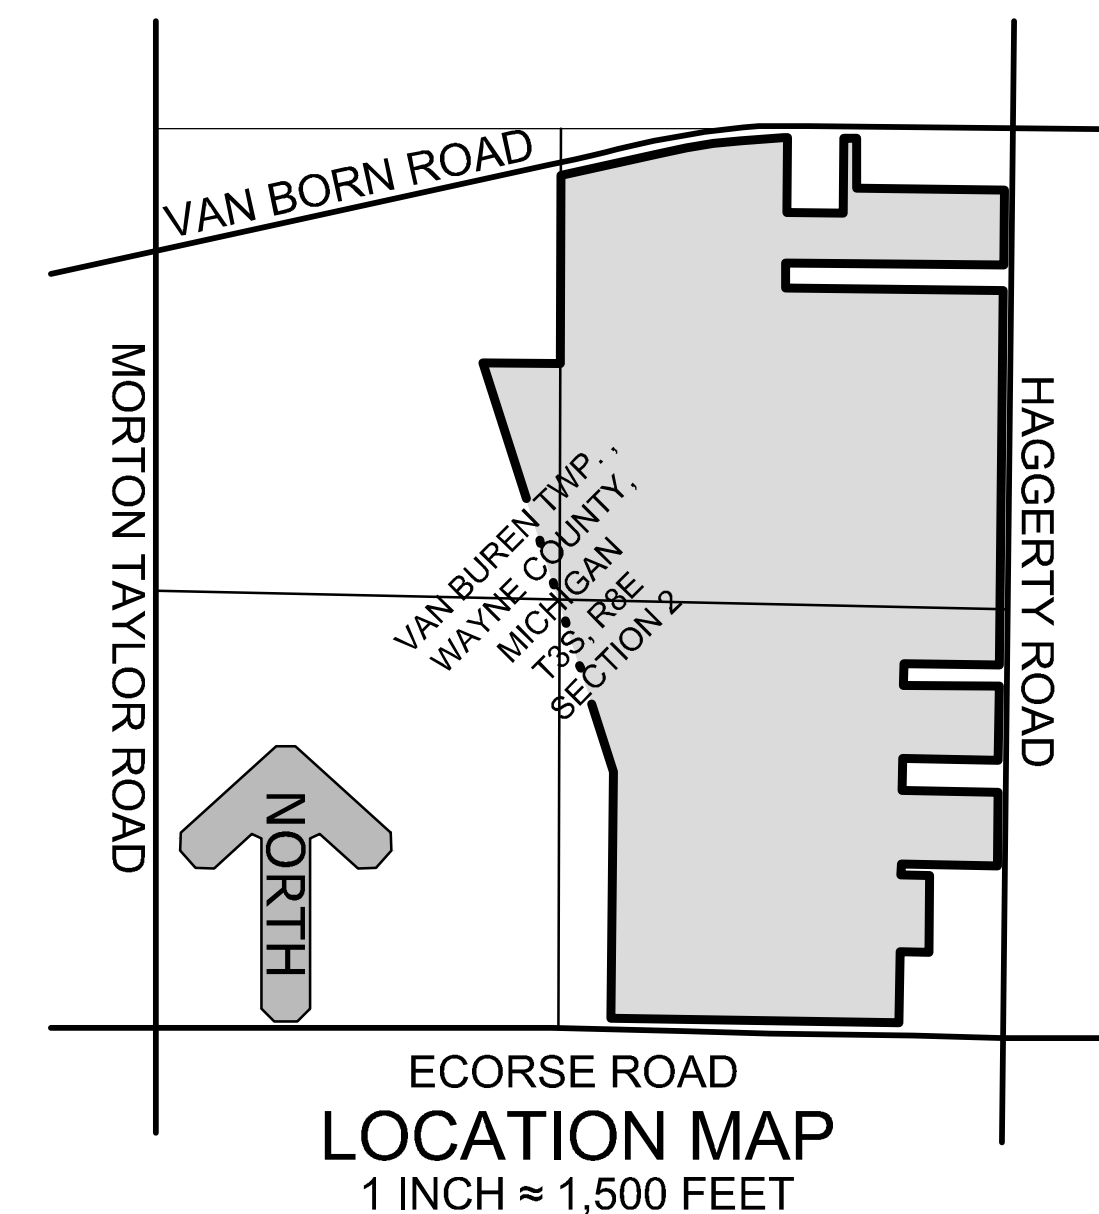 VAN BORN ROAD
MORTON TAYLOR ROAD
HAGGERTY ROAD
VAN BUREN TWP.,
WAYNE COUNTY,
MICHIGAN
T3S, R8E
SECTION 2
NORTH
ECORSE ROAD
LOCATION MAP
1 INCH ≈ 1,500 FEET